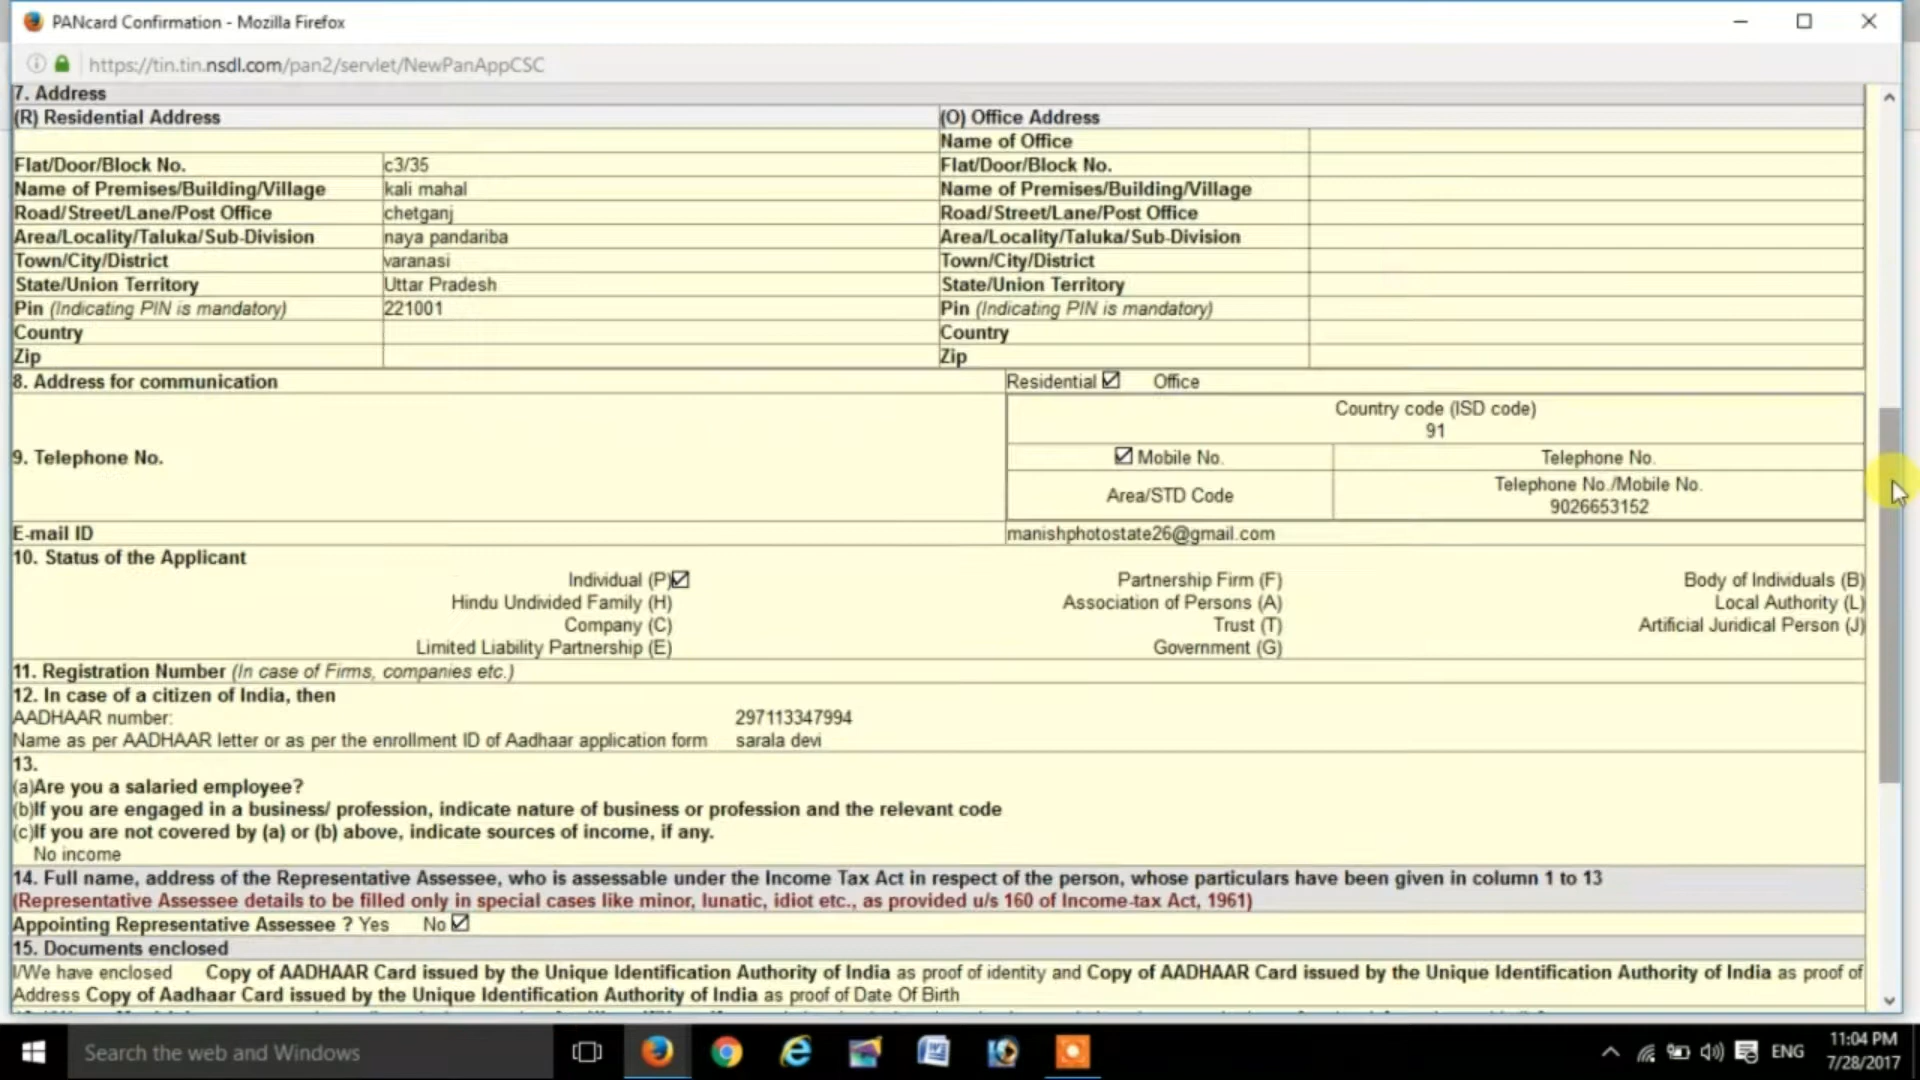 PANcard Confirmation - Mozilla Firefox
https://tin.tin.nsdl.com/pan2/servlet/NewPanAppCSC
7. Address
(R) Residential Address (O) Office Address
Name of Office
Flat/Door/Block No. c3/35 Flat/Door/Block No.
Name of Premises/Building/Village kali mahal Name of Premises/Building/Village
Road/Street/Lane/Post Office chetganj Road/Street/Lane/Post Office
Area/Locality/Taluka/Sub-Division naya pandariba Area/Locality/Taluka/Sub-Division
Town/City/District varanasi Town/City/District
State/Union Territory Uttar Pradesh State/Union Territory
Pin (Indicating PIN is mandatory) 221001 Pin (Indicating PIN is mandatory)
Country Country
Zip Zip
8. Address for communication Residential Office
Country code (ISD code)
91
9. Telephone No. Mobile No. Telephone No.
Area/STD Code Telephone No./Mobile No.
9026653152
E-mail ID manishphotostate26@gmail.com
10. Status of the Applicant
Individual (P) Partnership Firm (F) Body of Individuals (B)
Hindu Undivided Family (H) Association of Persons (A) Local Authority (L)
Company (C) Trust (T) Artificial Juridical Person (J)
Limited Liability Partnership (E) Government (G)
11. Registration Number (In case of Firms, companies etc.)
12. In case of a citizen of India, then
AADHAAR number: 297113347994
Name as per AADHAAR letter or as per the enrollment ID of Aadhaar application form sarala devi
13.
(a)Are you a salaried employee?
(b)If you are engaged in a business/ profession, indicate nature of business or profession and the relevant code
(c)If you are not covered by (a) or (b) above, indicate sources of income, if any.
No income
14. Full name, address of the Representative Assessee, who is assessable under the Income Tax Act in respect of the person, whose particulars have been given in column 1 to 13
(Representative Assessee details to be filled only in special cases like minor, lunatic, idiot etc., as provided u/s 160 of Income-tax Act, 1961)
Appointing Representative Assessee ? Yes No
15. Documents enclosed
I/We have enclosed Copy of AADHAAR Card issued by the Unique Identification Authority of India as proof of identity and Copy of AADHAAR Card issued by the Unique Identification Authority of India as proof of
Address Copy of Aadhaar Card issued by the Unique Identification Authority of India as proof of Date Of Birth
Search the web and Windows
ENG
11:04 PM
7/28/2017